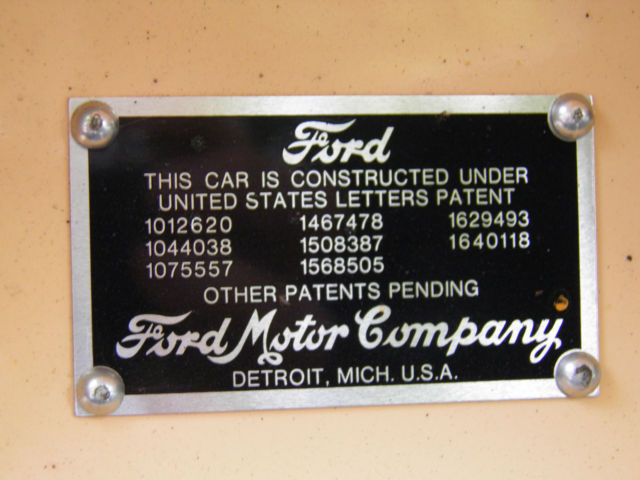 Ford
THIS CAR IS CONSTRUCTED UNDER
UNITED STATES LETTERS PATENT
1012620 1467478 1629493
1044038 1508387 1640118
1075557 1568505
OTHER PATENTS PENDING
Ford Motor Company
DETROIT, MICH. U.S.A.